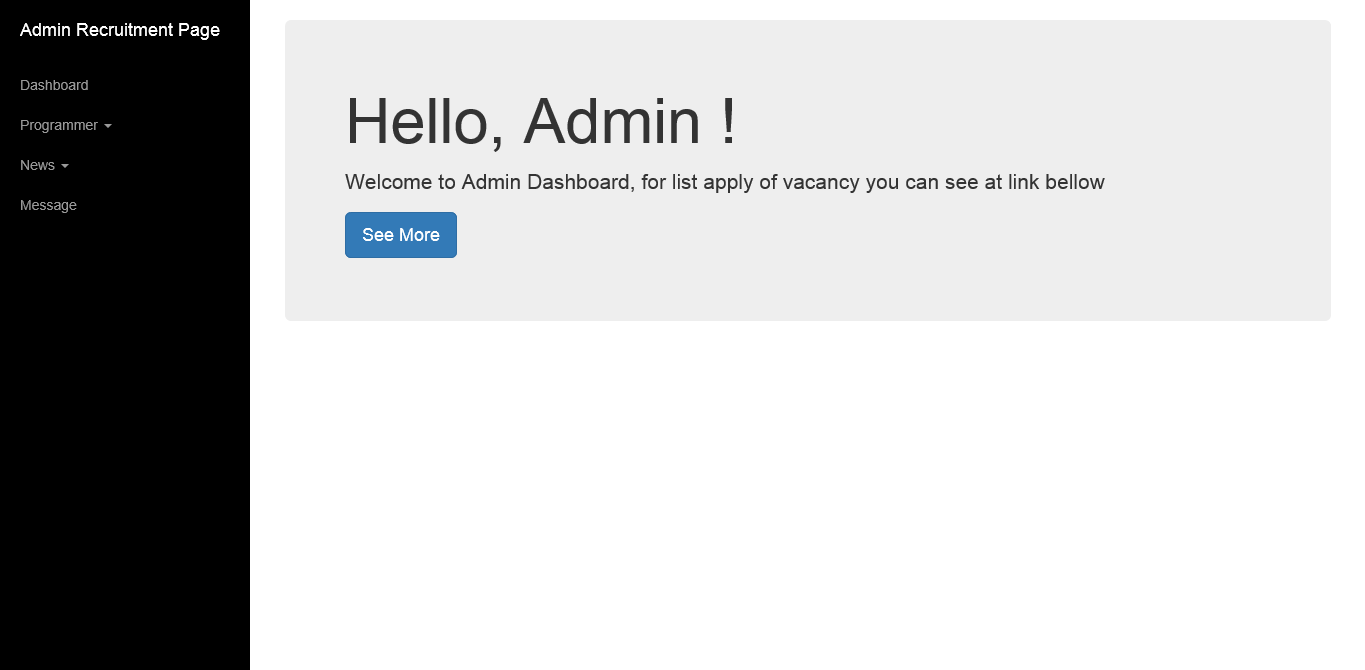 Admin Recruitment Page
Dashboard
Programmer
News
Message
Hello, Admin !
Welcome to Admin Dashboard, for list apply of vacancy you can see at link bellow
See More